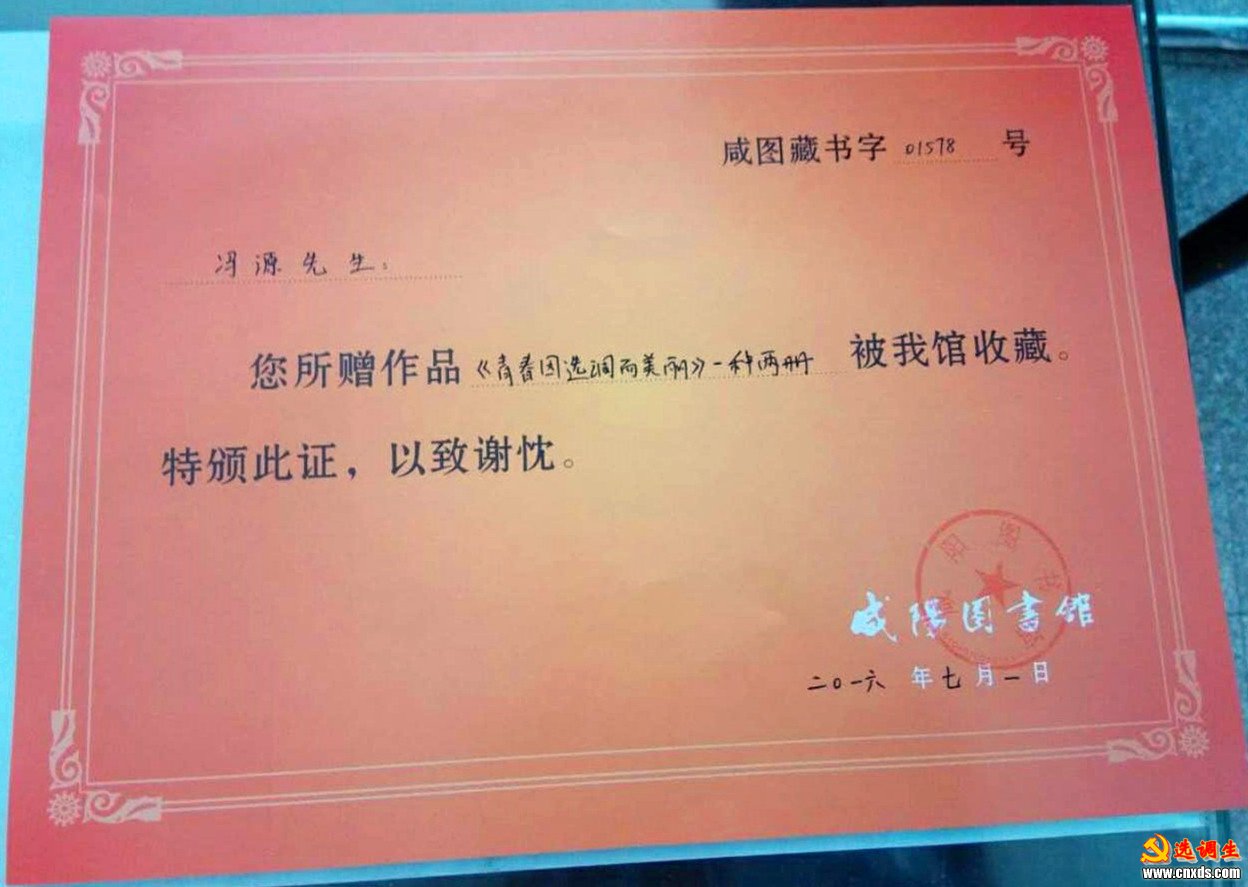 咸图藏书字 01578 号
冯源先生:
您所赠作品《青春因选调而美丽》一种两册 被我馆收藏。
特颁此证，以致谢忱。
咸陽图書館
二〇一六年七月一日
选调生
www.cnxds.com